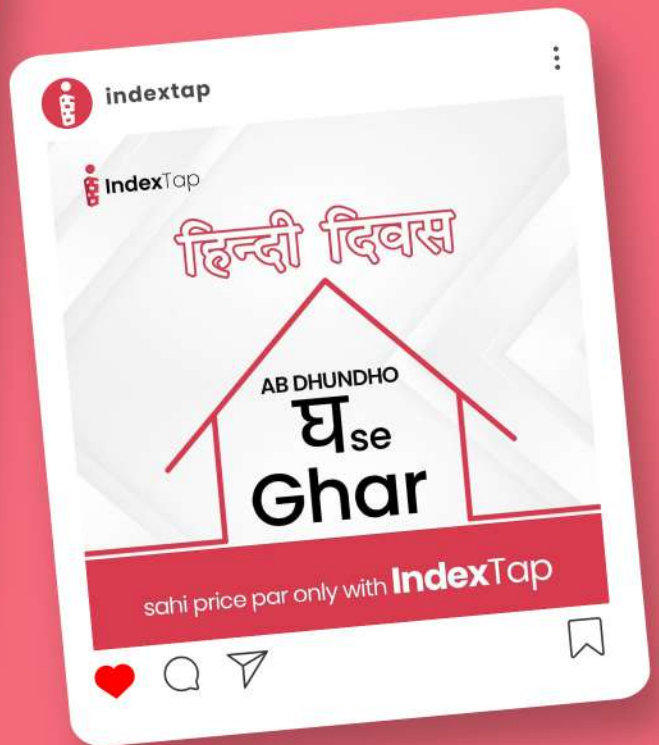 indextap
IndexTap
हिन्दी दिवस
AB DHUNDHO
घ se
Ghar
sahi price par only with IndexTap